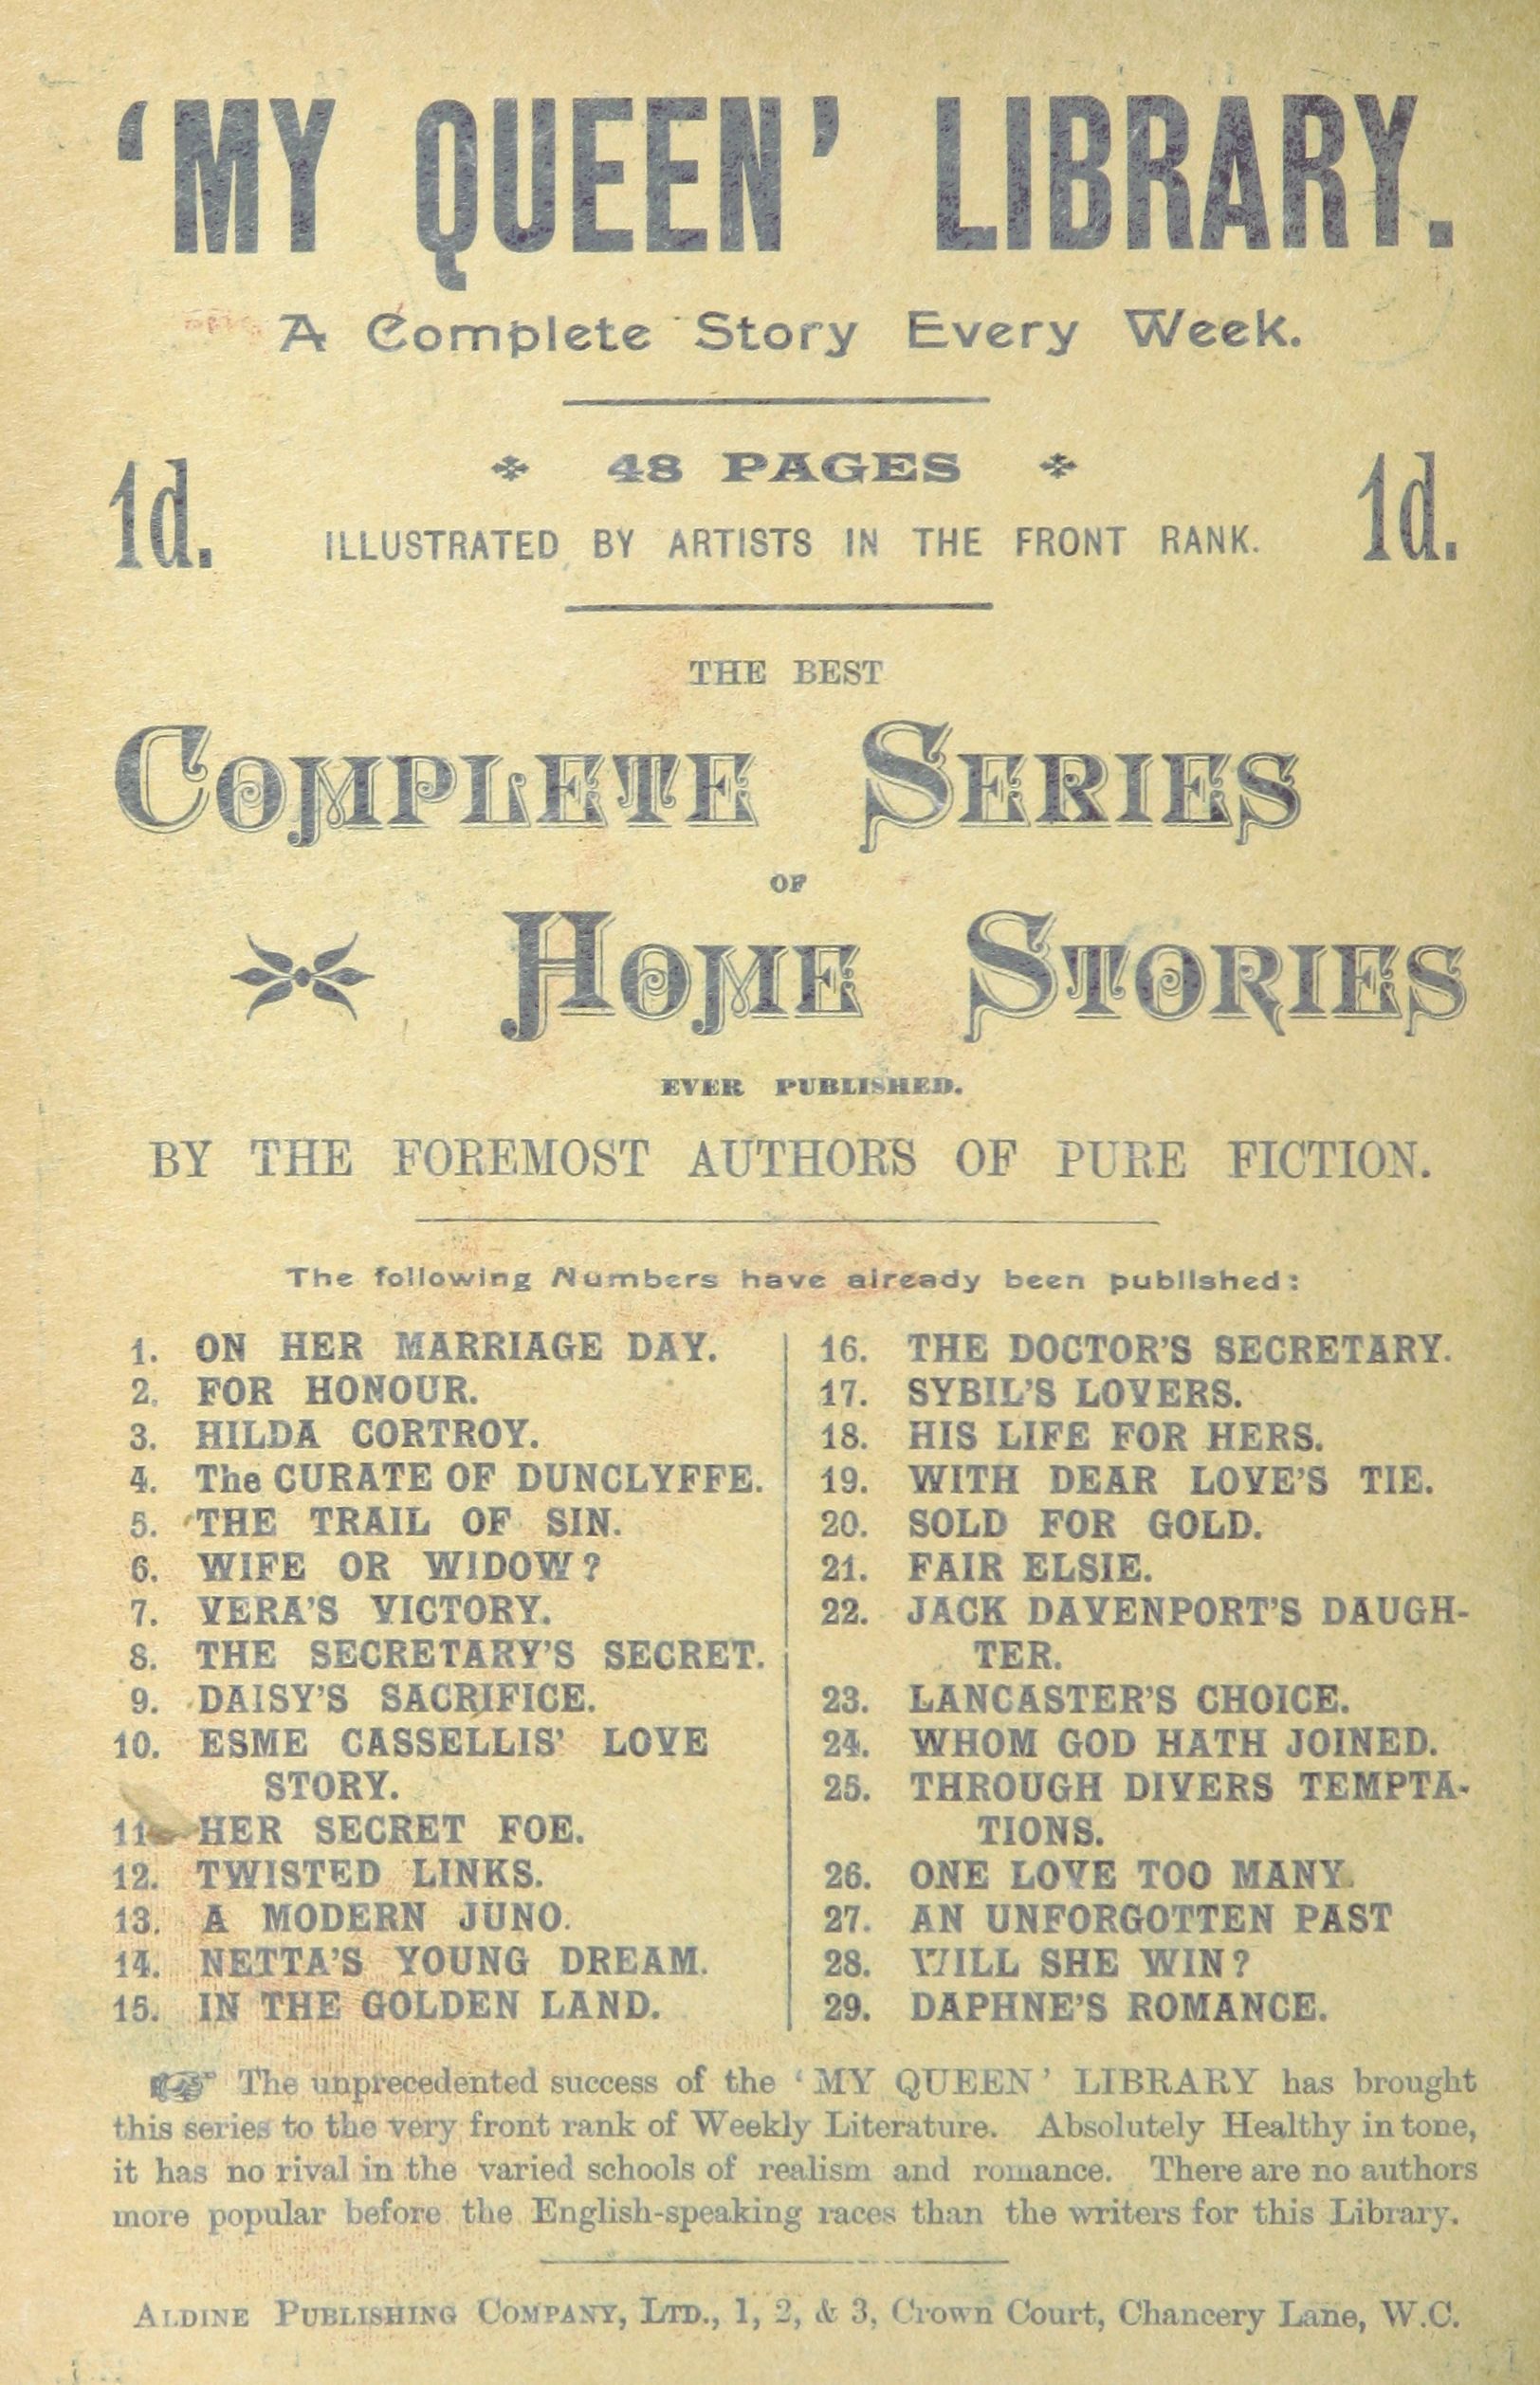 ‘MY QUEEN’ LIBRARY.
A Complete Story Every Week.
48 PAGES
1d.
ILLUSTRATED BY ARTISTS IN THE FRONT RANK.
1d.
THE BEST
COMPLETE SERIES
OF
HOME STORIES
EVER PUBLISHED.
BY THE FOREMOST AUTHORS OF PURE FICTION.
The following Numbers have already been published:
1. ON HER MARRIAGE DAY.
2. FOR HONOUR.
3. HILDA CORTROY.
4. The CURATE OF DUNCLYFFE.
5. THE TRAIL OF SIN.
6. WIFE OR WIDOW?
7. VERA’S VICTORY.
8. THE SECRETARY’S SECRET.
9. DAISY’S SACRIFICE.
10. ESME CASSELLIS’ LOVE
STORY.
11. HER SECRET FOE.
12. TWISTED LINKS.
13. A MODERN JUNO.
14. NETTA’S YOUNG DREAM.
15. IN THE GOLDEN LAND.
16. THE DOCTOR’S SECRETARY.
17. SYBIL’S LOVERS.
18. HIS LIFE FOR HERS.
19. WITH DEAR LOVE’S TIE.
20. SOLD FOR GOLD.
21. FAIR ELSIE.
22. JACK DAVENPORT’S DAUGH-
TER.
23. LANCASTER’S CHOICE.
24. WHOM GOD HATH JOINED.
25. THROUGH DIVERS TEMPTA-
TIONS.
26. ONE LOVE TOO MANY.
27. AN UNFORGOTTEN PAST
28. WILL SHE WIN?
29. DAPHNE’S ROMANCE.
☞ The unprecedented success of the ‘MY QUEEN’ LIBRARY has brought
this series to the very front rank of Weekly Literature. Absolutely Healthy in tone,
it has no rival in the varied schools of realism and romance. There are no authors
more popular before the English-speaking races than the writers for this Library.
ALDINE PUBLISHING COMPANY, LTD., 1, 2, & 3, Crown Court, Chancery Lane, W.C.